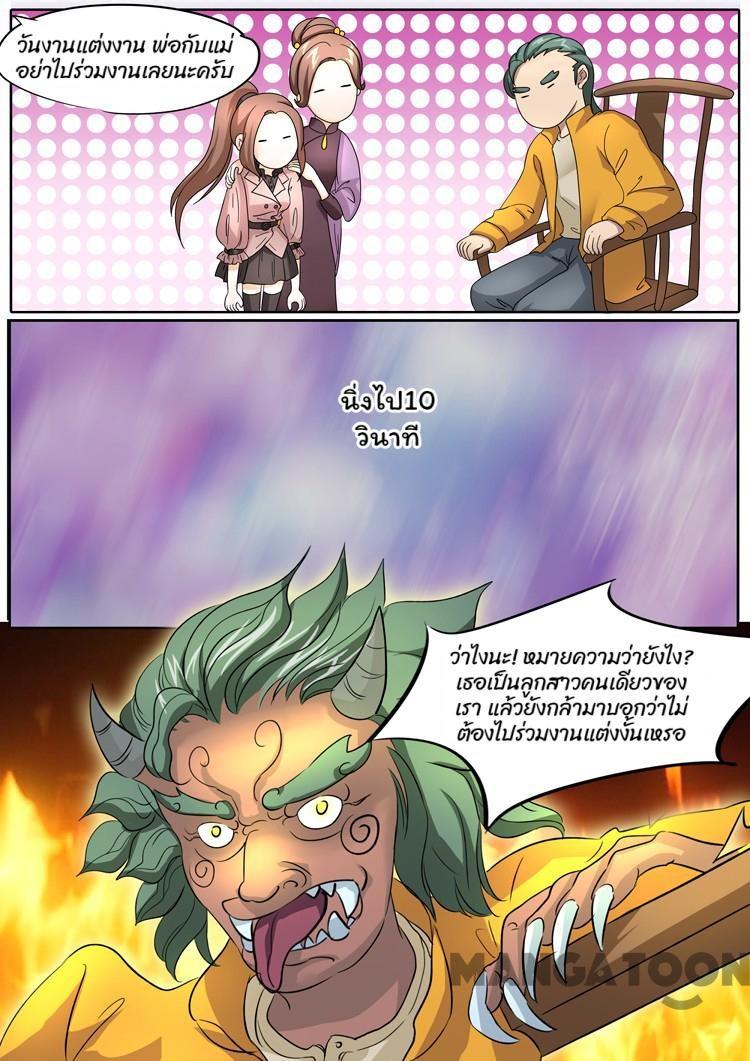 วันงานแต่งงาน พ่อกับแม่
อย่าไปร่วมงานเลยนะครับ
นิ่งไป10
วินาที
ว่าไงนะ! หมายความว่ายังไง?
เธอเป็นลูกสาวคนเดียวของ
เรา แล้วยังกล้ามาบอกว่าไม่
ต้องไปร่วมงานแต่งงั้นเหรอ
MANGATOON